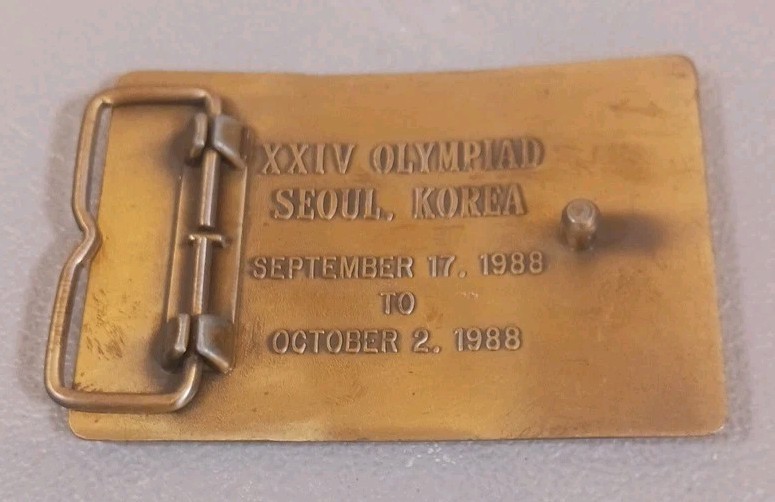 XXIV OLYMPIAD
SEOUL, KOREA
SEPTEMBER 17. 1988
TO
OCTOBER 2. 1988